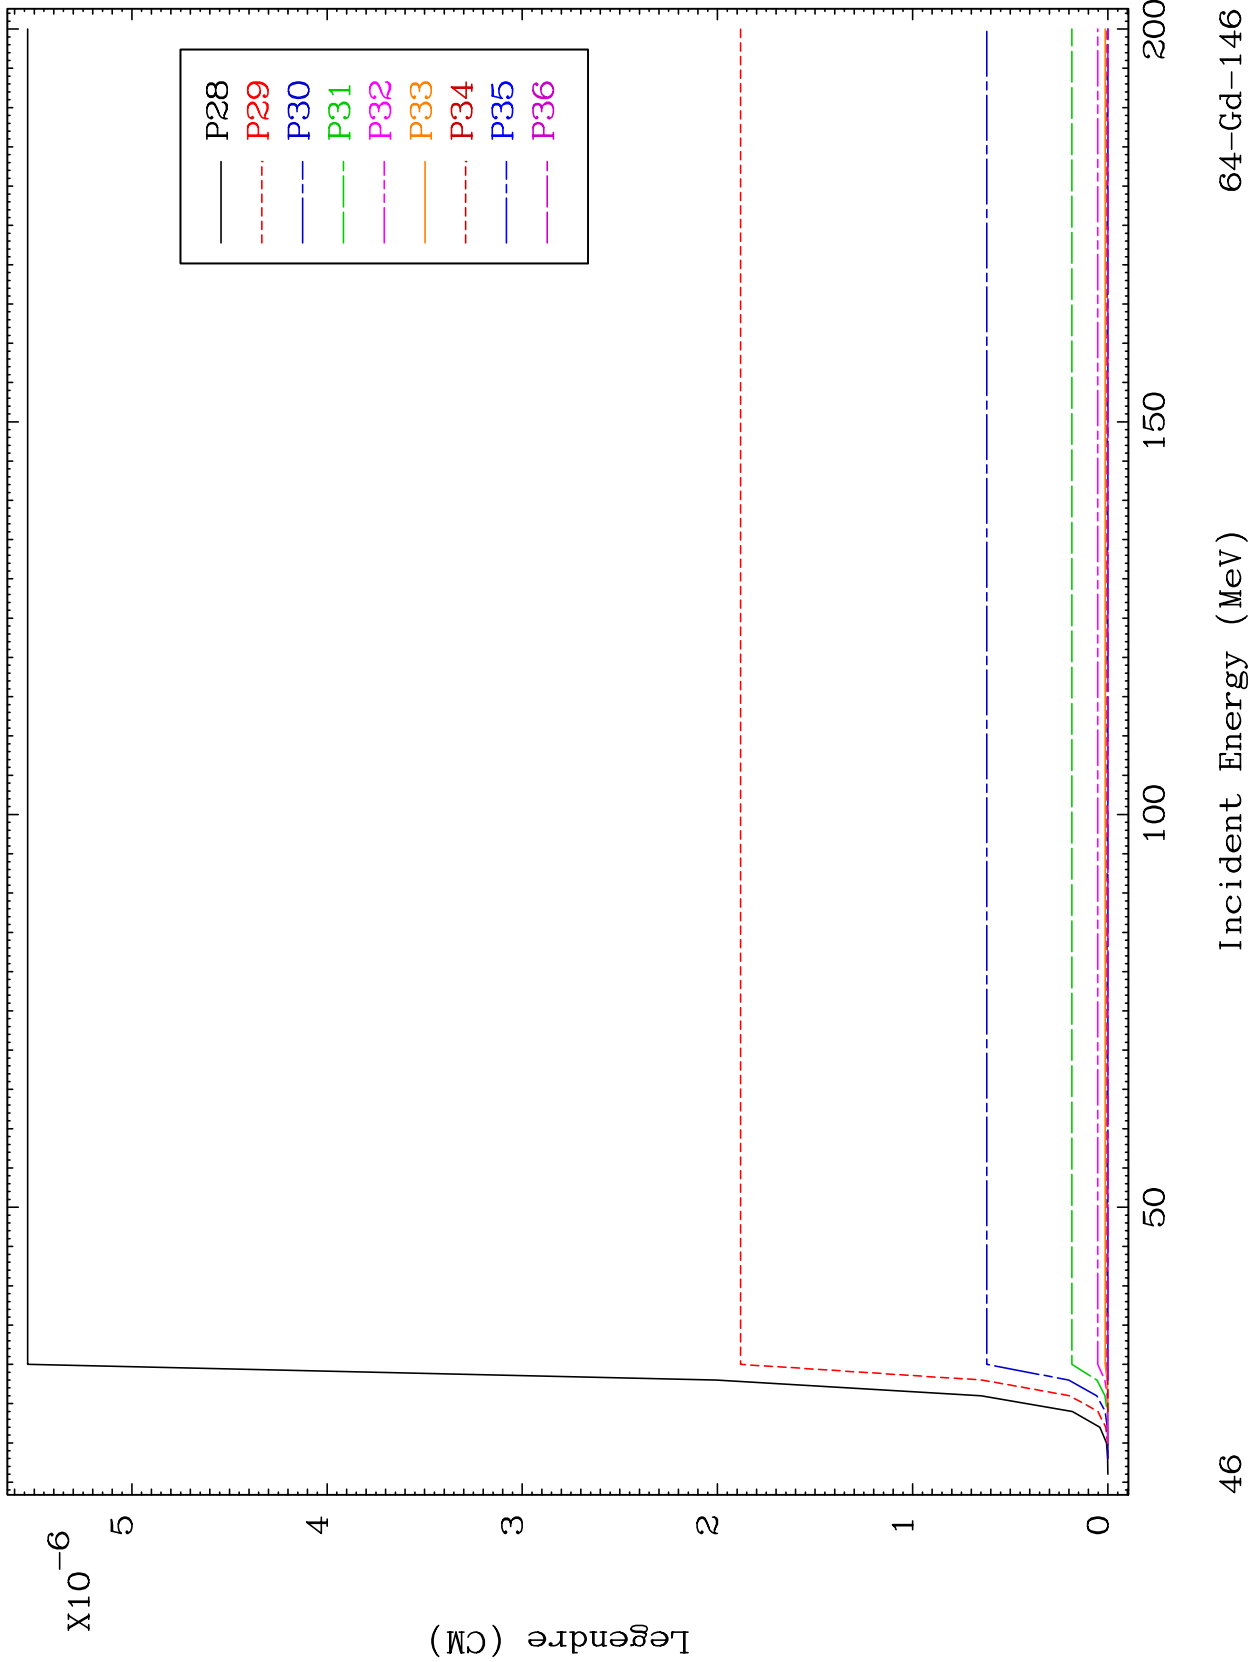 X10⁻⁶
5
4
3
2
1
0
Legendre (CM)
P28
P29
P30
P31
P32
P33
P34
P35
P36
50
100
150
200
Incident Energy (MeV)
46
64-Gd-146